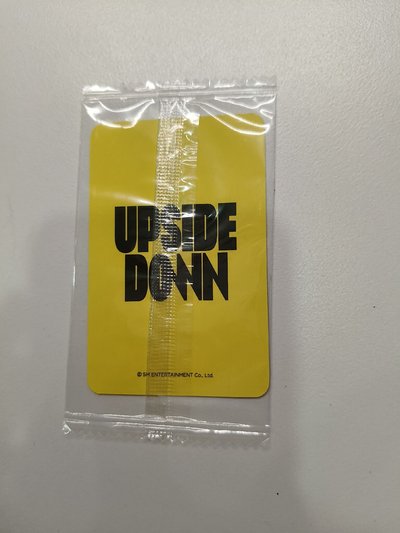 UPSIDE
DOWN
© SM ENTERTAINMENT Co., Ltd.